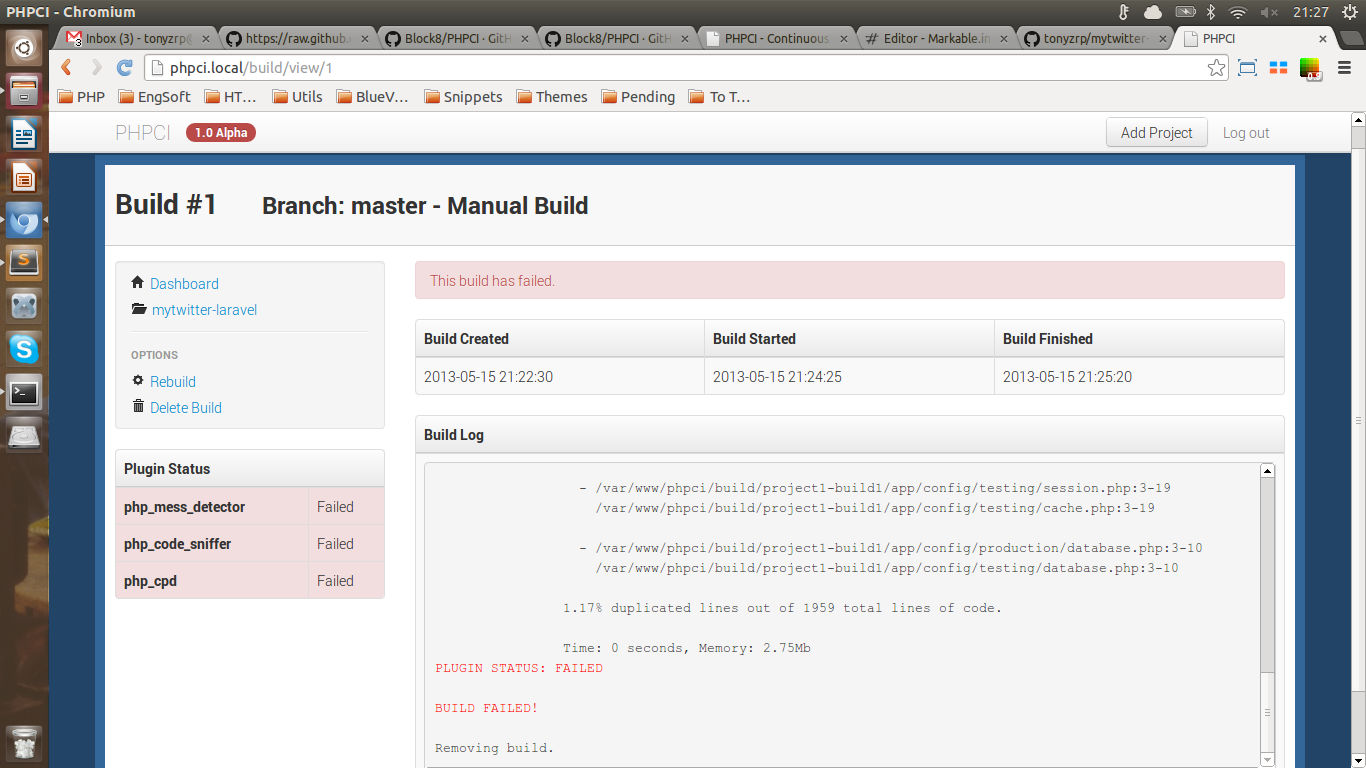 PHPCI - Chromium
21:27
Inbox (3) - tonyzrp@
https://raw.github.
Block8/PHPCI · GitH
Block8/PHPCI · GitH
PHPCI - Continuous
Editor - Markable.in
tonyzrp/mytwitter-
PHPCI
phpci.local/build/view/1
PHP
EngSoft
HT...
Utils
BlueV...
Snippets
Themes
Pending
To T...
PHPCI
1.0 Alpha
Add Project
Log out
Build #1
Branch: master - Manual Build
Dashboard
mytwitter-laravel
OPTIONS
Rebuild
Delete Build
Plugin Status
php_mess_detector Failed
php_code_sniffer Failed
php_cpd Failed
This build has failed.
Build Created Build Started Build Finished
2013-05-15 21:22:30 2013-05-15 21:24:25 2013-05-15 21:25:20
Build Log
- /var/www/phpci/build/project1-build1/app/config/testing/session.php:3-19
/var/www/phpci/build/project1-build1/app/config/testing/cache.php:3-19
- /var/www/phpci/build/project1-build1/app/config/production/database.php:3-10
/var/www/phpci/build/project1-build1/app/config/testing/database.php:3-10
1.17% duplicated lines out of 1959 total lines of code.
Time: 0 seconds, Memory: 2.75Mb
PLUGIN STATUS: FAILED
BUILD FAILED!
Removing build.